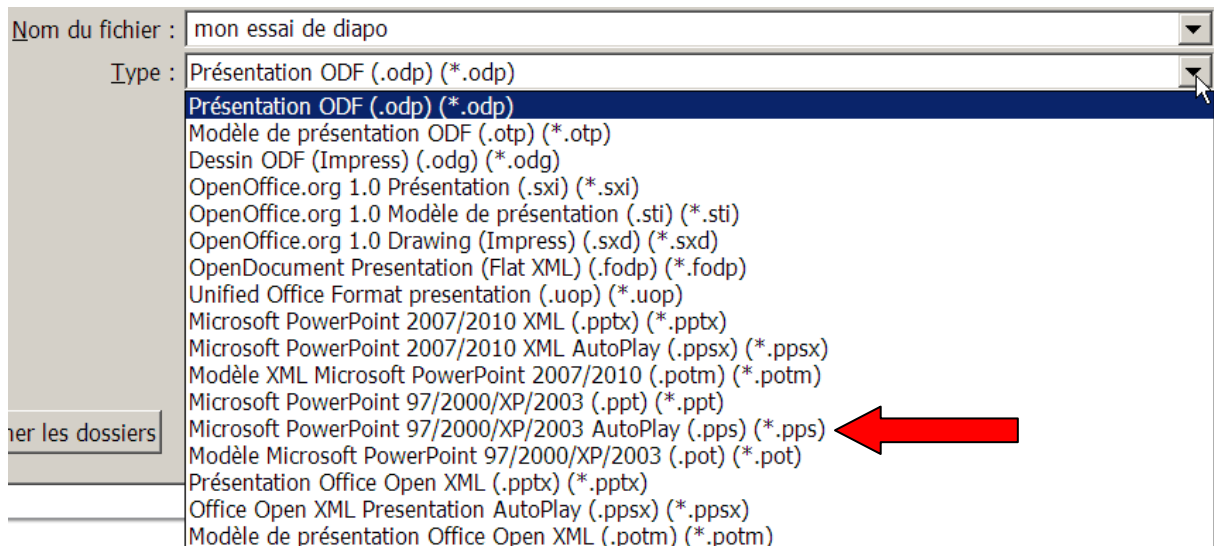 Nom du fichier : mon essai de diapo
Type : Présentation ODF (.odp) (*.odp)
Présentation ODF (.odp) (*.odp)
Modèle de présentation ODF (.otp) (*.otp)
Dessin ODF (Impress) (.odg) (*.odg)
OpenOffice.org 1.0 Présentation (.sxi) (*.sxi)
OpenOffice.org 1.0 Modèle de présentation (.sti) (*.sti)
OpenOffice.org 1.0 Drawing (Impress) (.sxd) (*.sxd)
OpenDocument Presentation (Flat XML) (.fodp) (*.fodp)
Unified Office Format presentation (.uop) (*.uop)
Microsoft PowerPoint 2007/2010 XML (.pptx) (*.pptx)
Microsoft PowerPoint 2007/2010 XML AutoPlay (.ppsx) (*.ppsx)
Modèle XML Microsoft PowerPoint 2007/2010 (.potm) (*.potm)
Microsoft PowerPoint 97/2000/XP/2003 (.ppt) (*.ppt)
her les dossiers
Microsoft PowerPoint 97/2000/XP/2003 AutoPlay (.pps) (*.pps)
Modèle Microsoft PowerPoint 97/2000/XP/2003 (.pot) (*.pot)
Présentation Office Open XML (.pptx) (*.pptx)
Office Open XML Presentation AutoPlay (.ppsx) (*.ppsx)
Modèle de présentation Office Open XML (.potm) (*.potm)